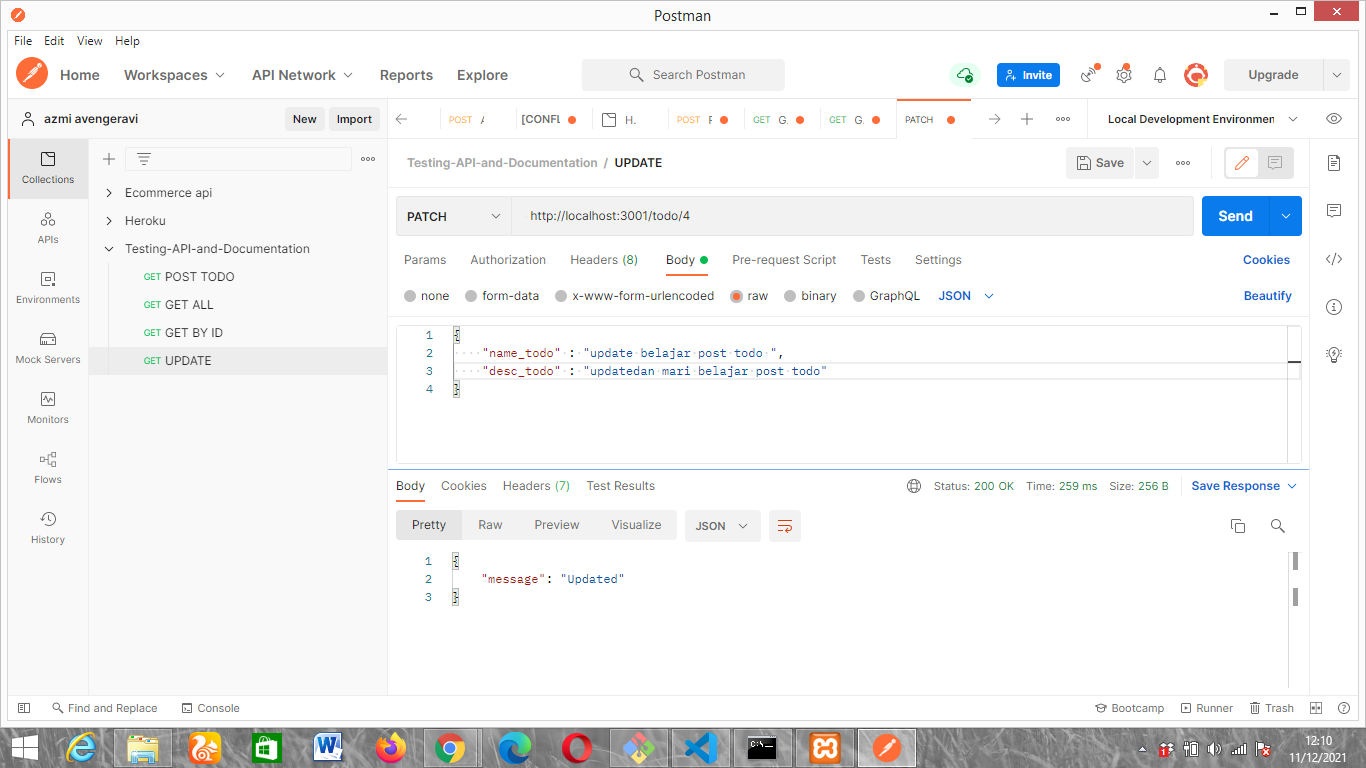 Postman
File Edit View Help
Home Workspaces API Network Reports Explore Search Postman Invite Upgrade
azmi avengeravi New Import
POST [CONFL H. POST GET G. GET G. PATCH Local Development Environmen
Testing-API-and-Documentation / UPDATE Save
Collections
APIs
Environments
Mock Servers
Monitors
Flows
History
Ecommerce api
Heroku
Testing-API-and-Documentation
GET POST TODO
GET GET ALL
GET GET BY ID
GET UPDATE
PATCH http://localhost:3001/todo/4 Send
Params Authorization Headers (8) Body Pre-request Script Tests Settings Cookies
none form-data x-www-form-urlencoded raw binary GraphQL JSON Beautify
1 {
2 "name_todo" : "update belajar post todo ",
3 "desc_todo" : "updatedan mari belajar post todo"
4 }
Body Cookies Headers (7) Test Results Status: 200 OK Time: 259 ms Size: 256 B Save Response
Pretty Raw Preview Visualize JSON
1 {
2 "message": "Updated"
3 }
Find and Replace Console Bootcamp Runner Trash
12:10
11/12/2021